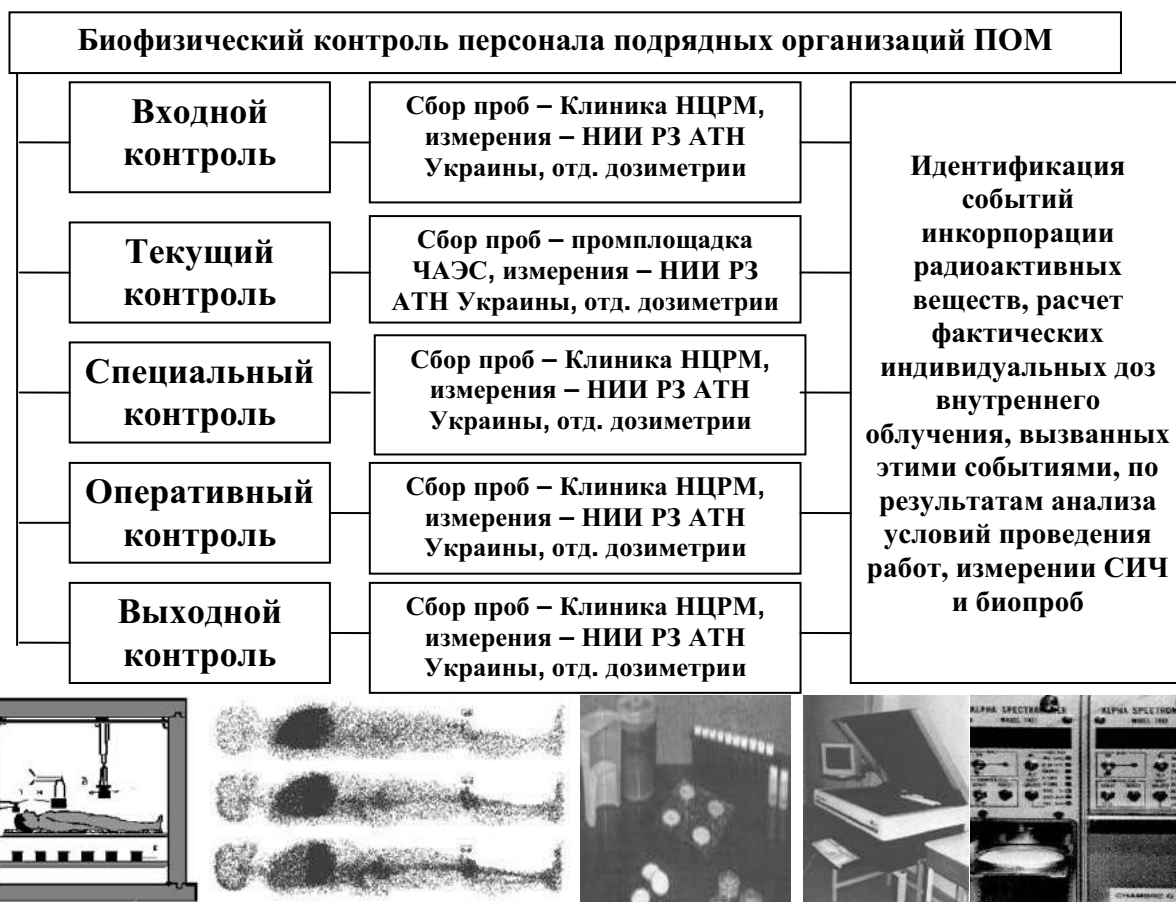 Биофизический контроль персонала подрядных организаций ПОМ
Входной
контроль
Сбор проб – Клиника НЦРМ,
измерения – НИИ РЗ АТН
Украины, отд. дозиметрии
Текущий
контроль
Сбор проб – промплощадка
ЧАЭС, измерения – НИИ РЗ
АТН Украины, отд. дозиметрии
Специальный
контроль
Сбор проб – Клиника НЦРМ,
измерения – НИИ РЗ АТН
Украины, отд. дозиметрии
Оперативный
контроль
Сбор проб – Клиника НЦРМ,
измерения – НИИ РЗ АТН
Украины, отд. дозиметрии
Выходной
контроль
Сбор проб – Клиника НЦРМ,
измерения – НИИ РЗ АТН
Украины, отд. дозиметрии
Идентификация
событий
инкорпорации
радиоактивных
веществ, расчет
фактических
индивидуальных доз
внутреннего
облучения, вызванных
этими событиями, по
результатам анализа
условий проведения
работ, измерении СИЧ
и биопроб
ALPHA
MODEL
ALPHA SPECTROM
MODEL